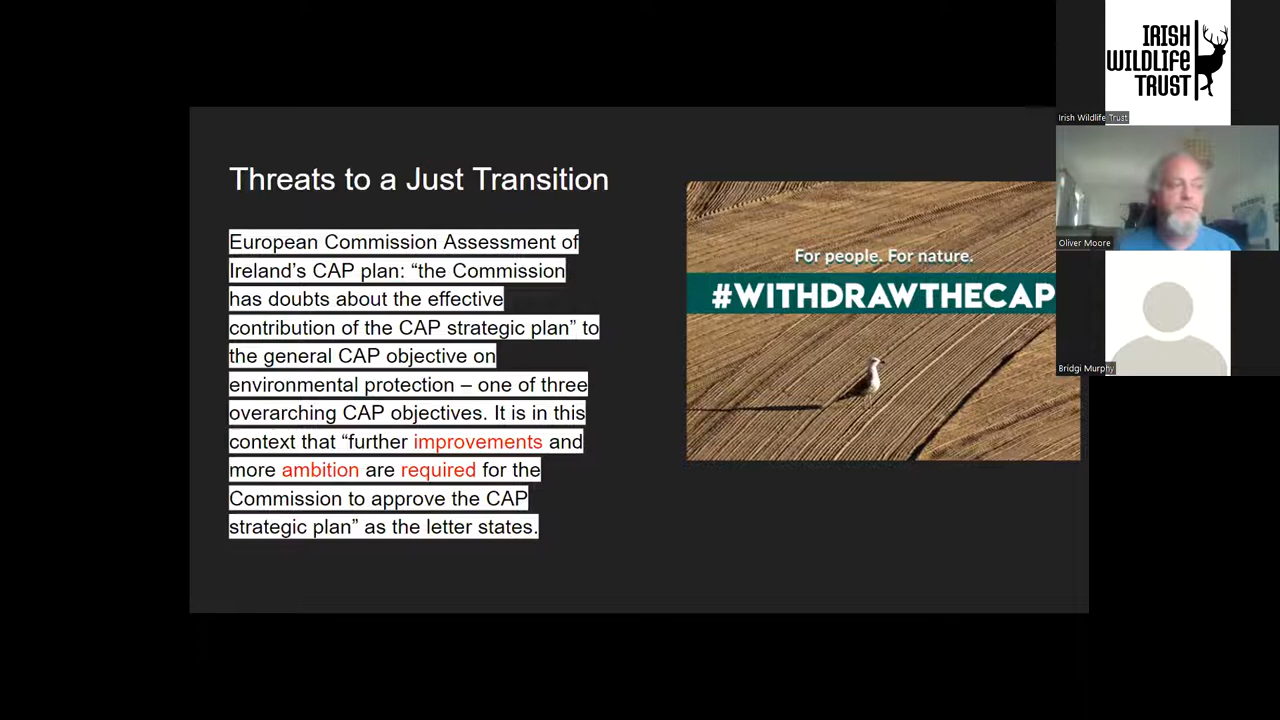 Threats to a Just Transition
European Commission Assessment of
Ireland’s CAP plan: “the Commission
has doubts about the effective
contribution of the CAP strategic plan” to
the general CAP objective on
environmental protection – one of three
overarching CAP objectives. It is in this
context that “further improvements and
more ambition are required for the
Commission to approve the CAP
strategic plan” as the letter states.
For people. For nature.
#WITHDRAWTHECAP
IRISH
WILDLIFE
TRUST
Irish Wildlife Trust
Oliver Moore
Bridgi Murphy